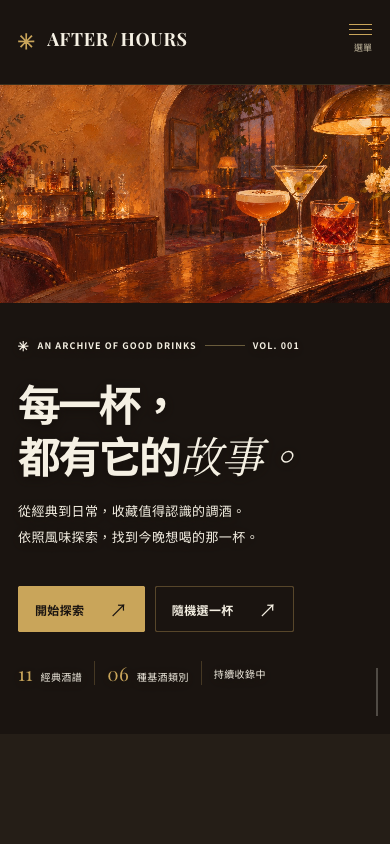 AFTER / HOURS
選單
AN ARCHIVE OF GOOD DRINKS
VOL. 001
每一杯，
都有它的故事。
從經典到日常，收藏值得認識的調酒。
依照風味探索，找到今晚想喝的那一杯。
開始探索
隨機選一杯
11 經典酒譜
06 種基酒類別
持續收錄中